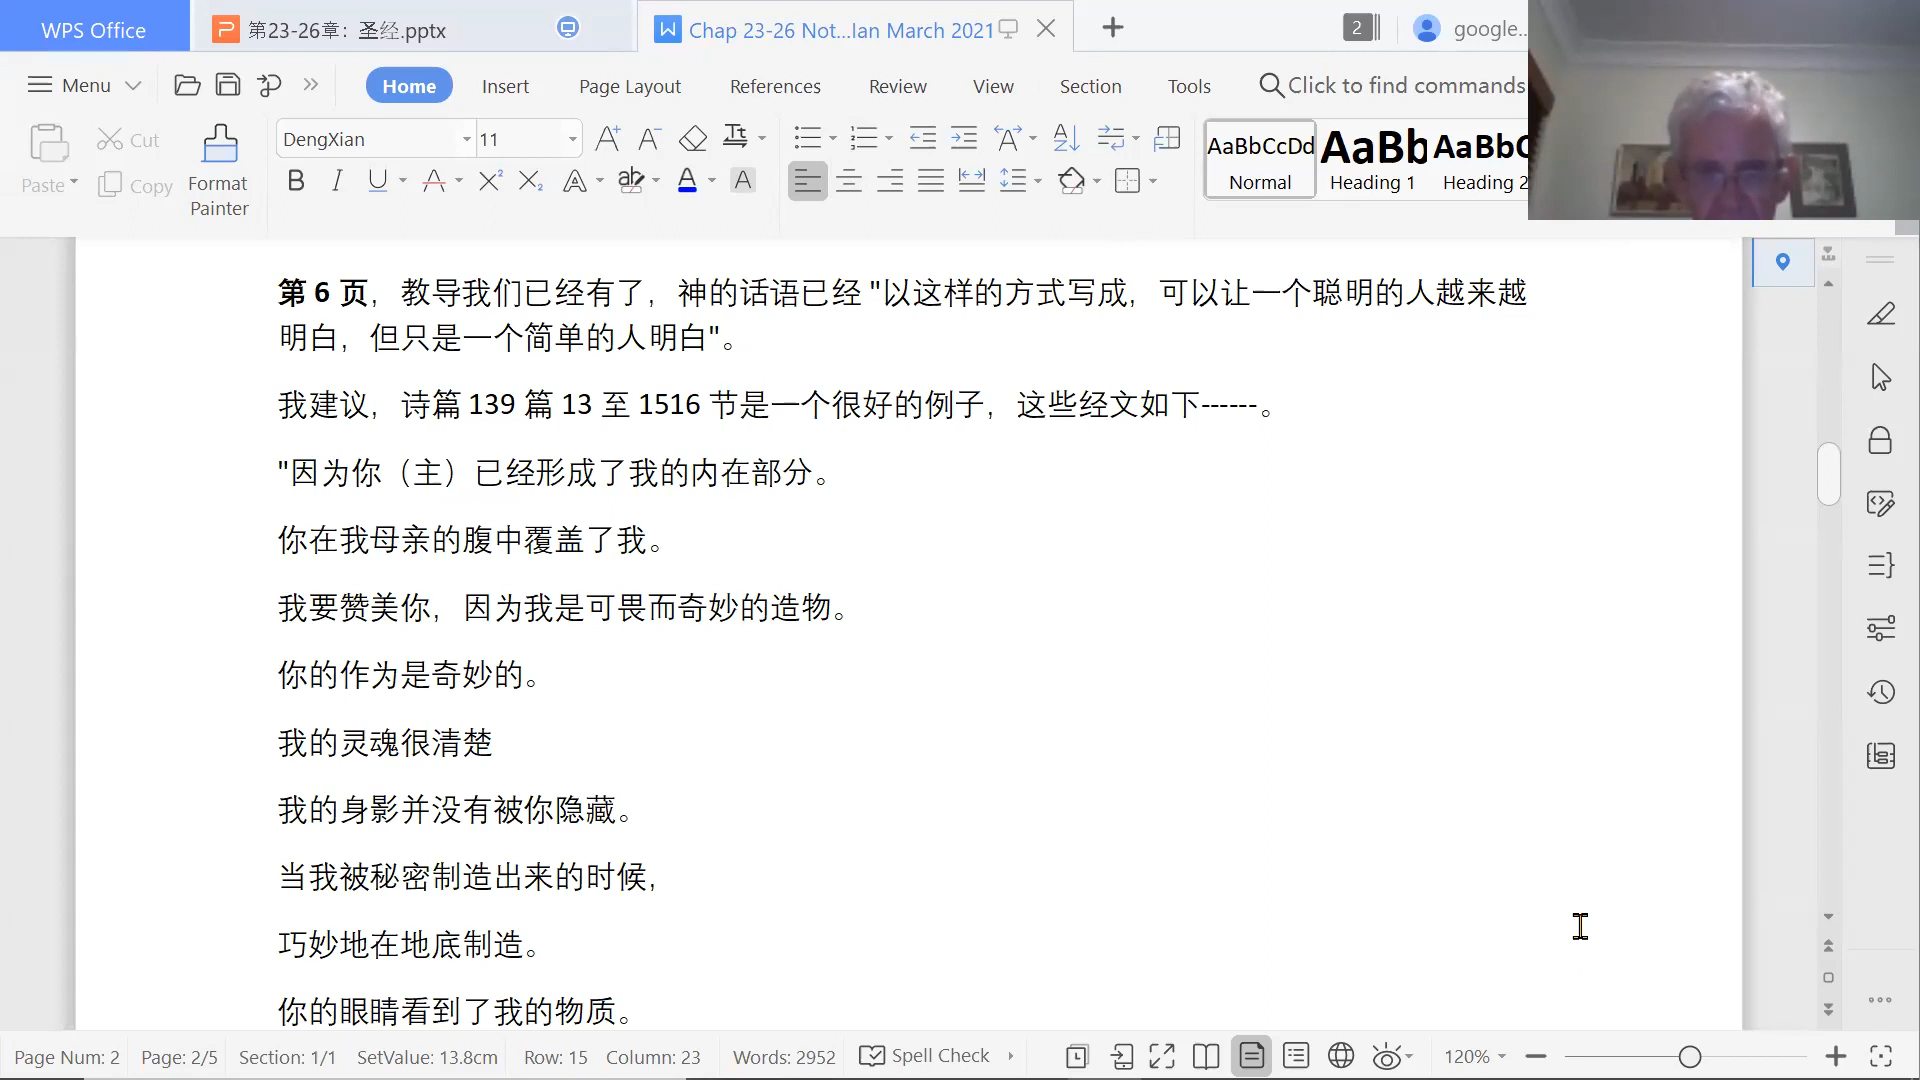 WPS Office
第23-26章：圣经.pptx
Chap 23-26 Not...Ian March 2021
2
google...
Menu
Home
Insert
Page Layout
References
Review
View
Section
Tools
Click to find commands
Paste
Cut
Copy
Format Painter
DengXian
11
AaBbCcDd
AaBb
AaBbC
Normal
Heading 1
Heading 2
第 6 页，教导我们已经有了，神的话语已经 "以这样的方式写成，可以让一个聪明的人越来越
明白，但只是一个简单的人明白"。
我建议，诗篇 139 篇 13 至 1516 节是一个很好的例子，这些经文如下------。
"因为你（主）已经形成了我的内在部分。
你在我母亲的腹中覆盖了我。
我要赞美你，因为我是可畏而奇妙的造物。
你的作为是奇妙的。
我的灵魂很清楚
我的身影并没有被你隐藏。
当我被秘密制造出来的时候，
巧妙地在地底制造。
你的眼睛看到了我的物质。
Page Num: 2
Page: 2/5
Section: 1/1
SetValue: 13.8cm
Row: 15
Column: 23
Words: 2952
Spell Check
120%